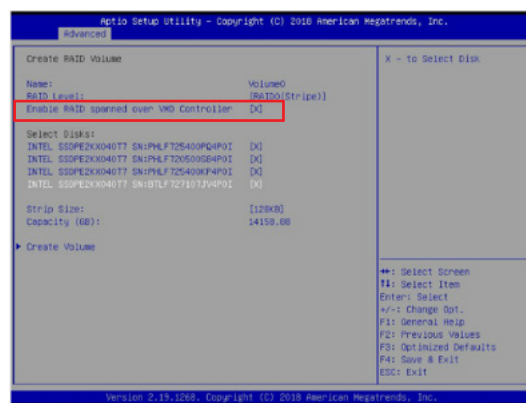 Aptio Setup Utility - Copyright (C) 2018 American Megatrends, Inc.
Advanced
Create RAID Volume
X - to Select Disk
Name: Volume0
RAID Level: [RAID0(Stripe)]
Enable RAID spanned over VMD Controller [X]
Select Disks:
INTEL SSDPE2KX040T7 SN:PHLF725400PQ4P0I [X]
INTEL SSDPE2KX040T7 SN:PHLF720500G84P0I [X]
INTEL SSDPE2KX040T7 SN:PHLF725400KP4P0I [X]
INTEL SSDPE2KX040T7 SN:BTLF727107JV4P0I [X]
Strip Size: [128KB]
Capacity (GB): 14158.08
Create Volume
: Select Screen
: Select Item
Enter: Select
+/-: Change Opt.
F1: General Help
F2: Previous Values
F3: Optimized Defaults
F4: Save & Exit
ESC: Exit
Version 2.19.1268. Copyright (C) 2018 American Megatrends, Inc.